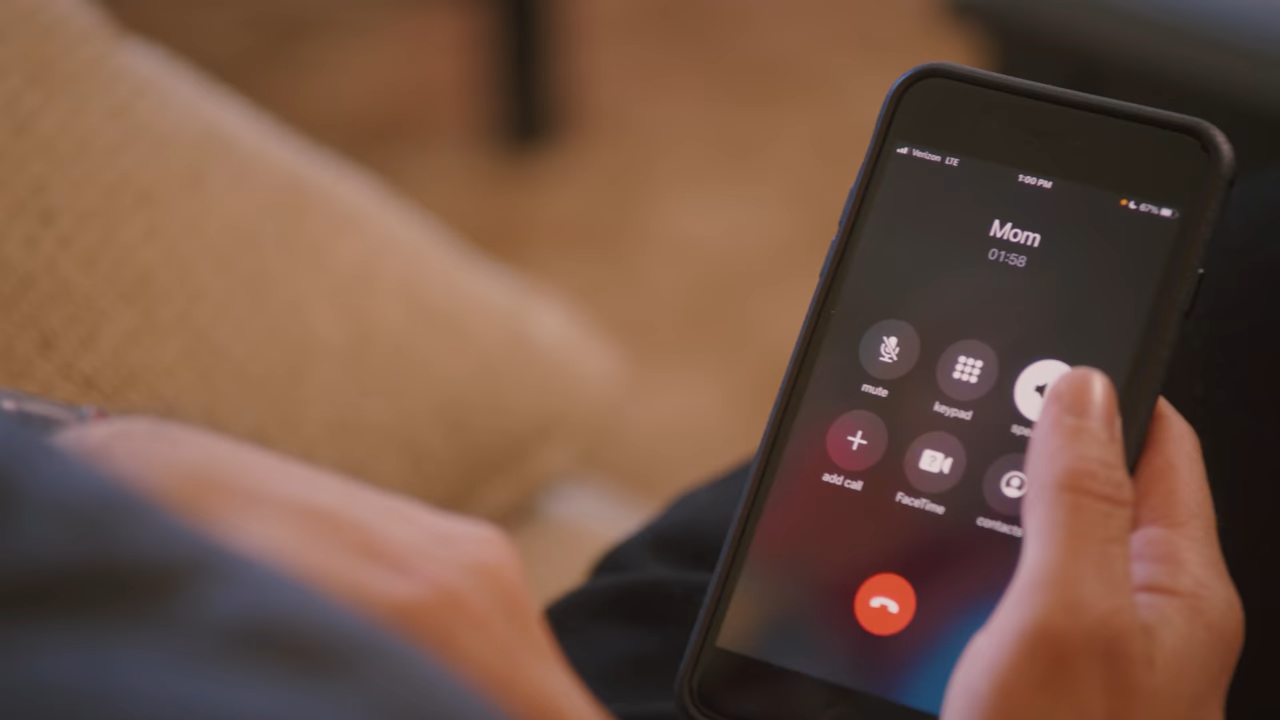 Verizon LTE
1:00 PM
67%
Mom
01:58
mute
keypad
add call
FaceTime